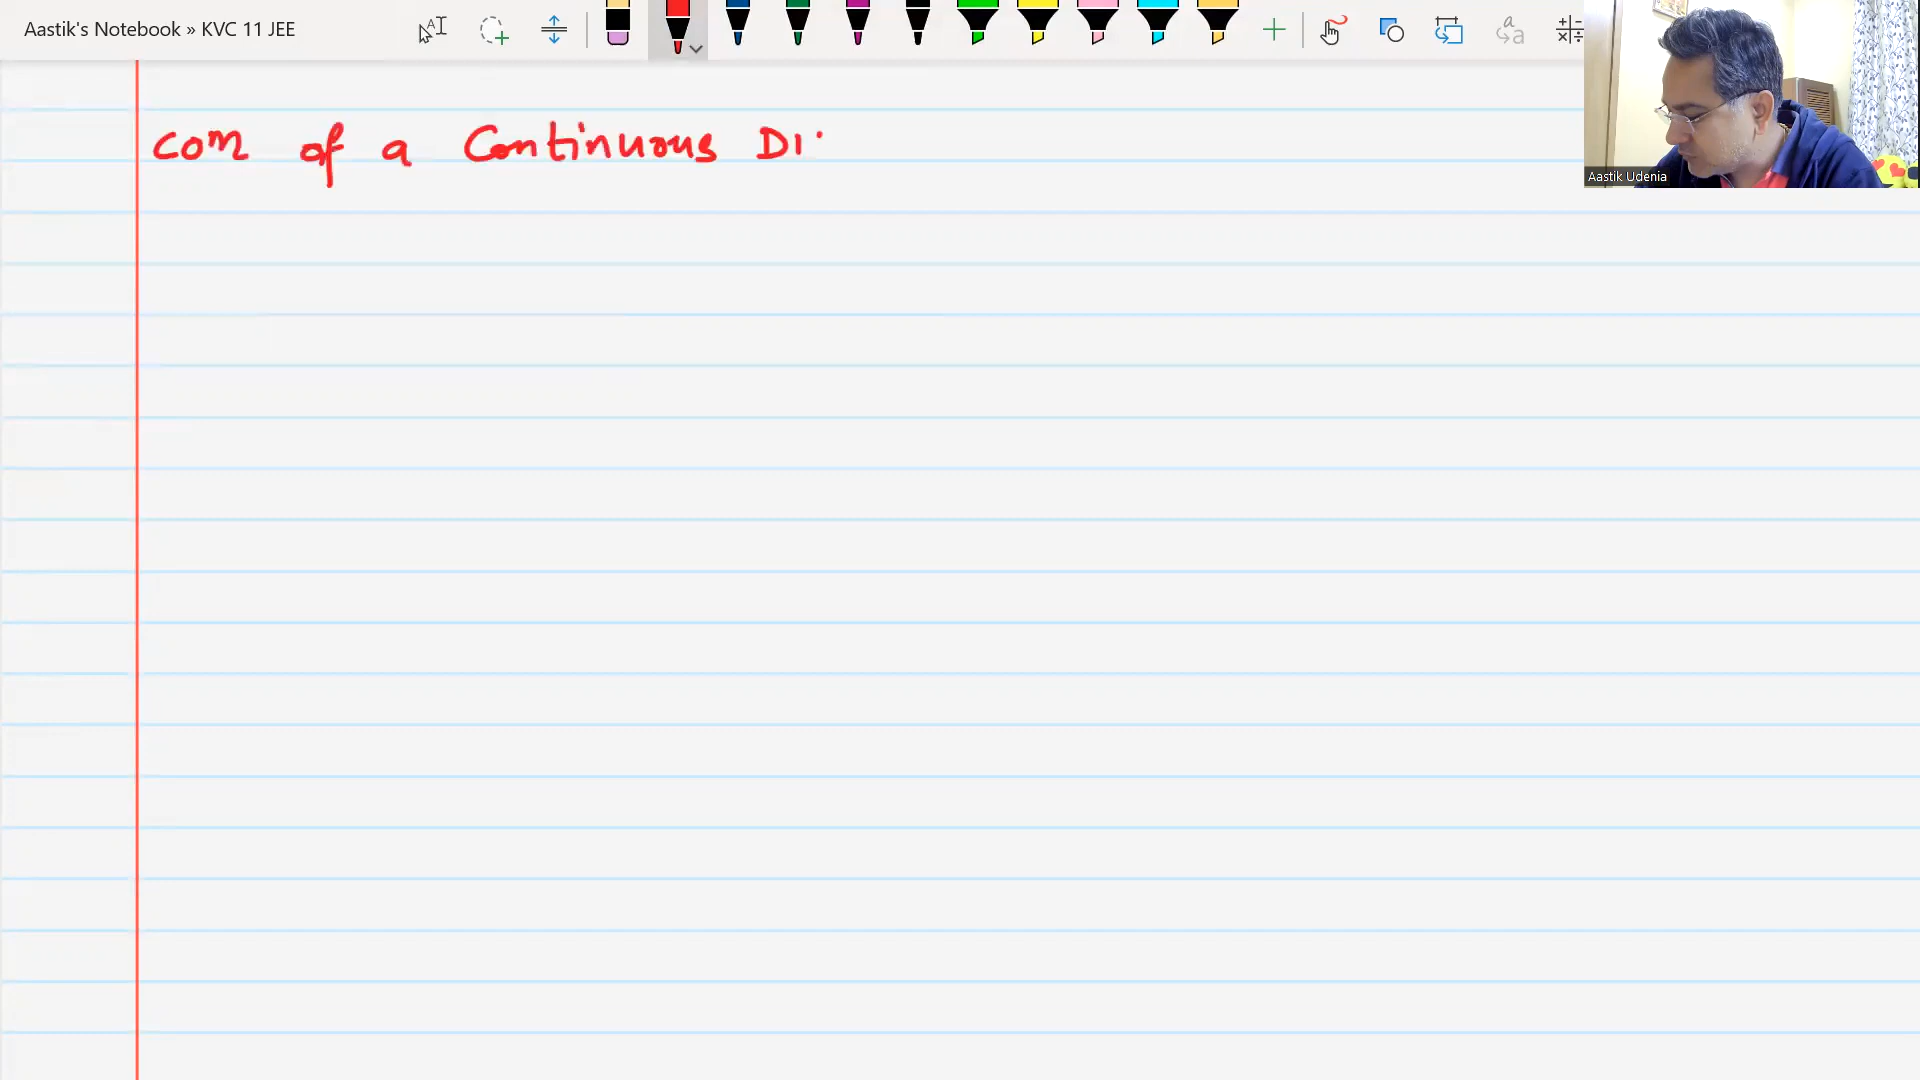 Aastik's Notebook » KVC 11 JEE
COM of a Continuous DI
Aastik Udenia